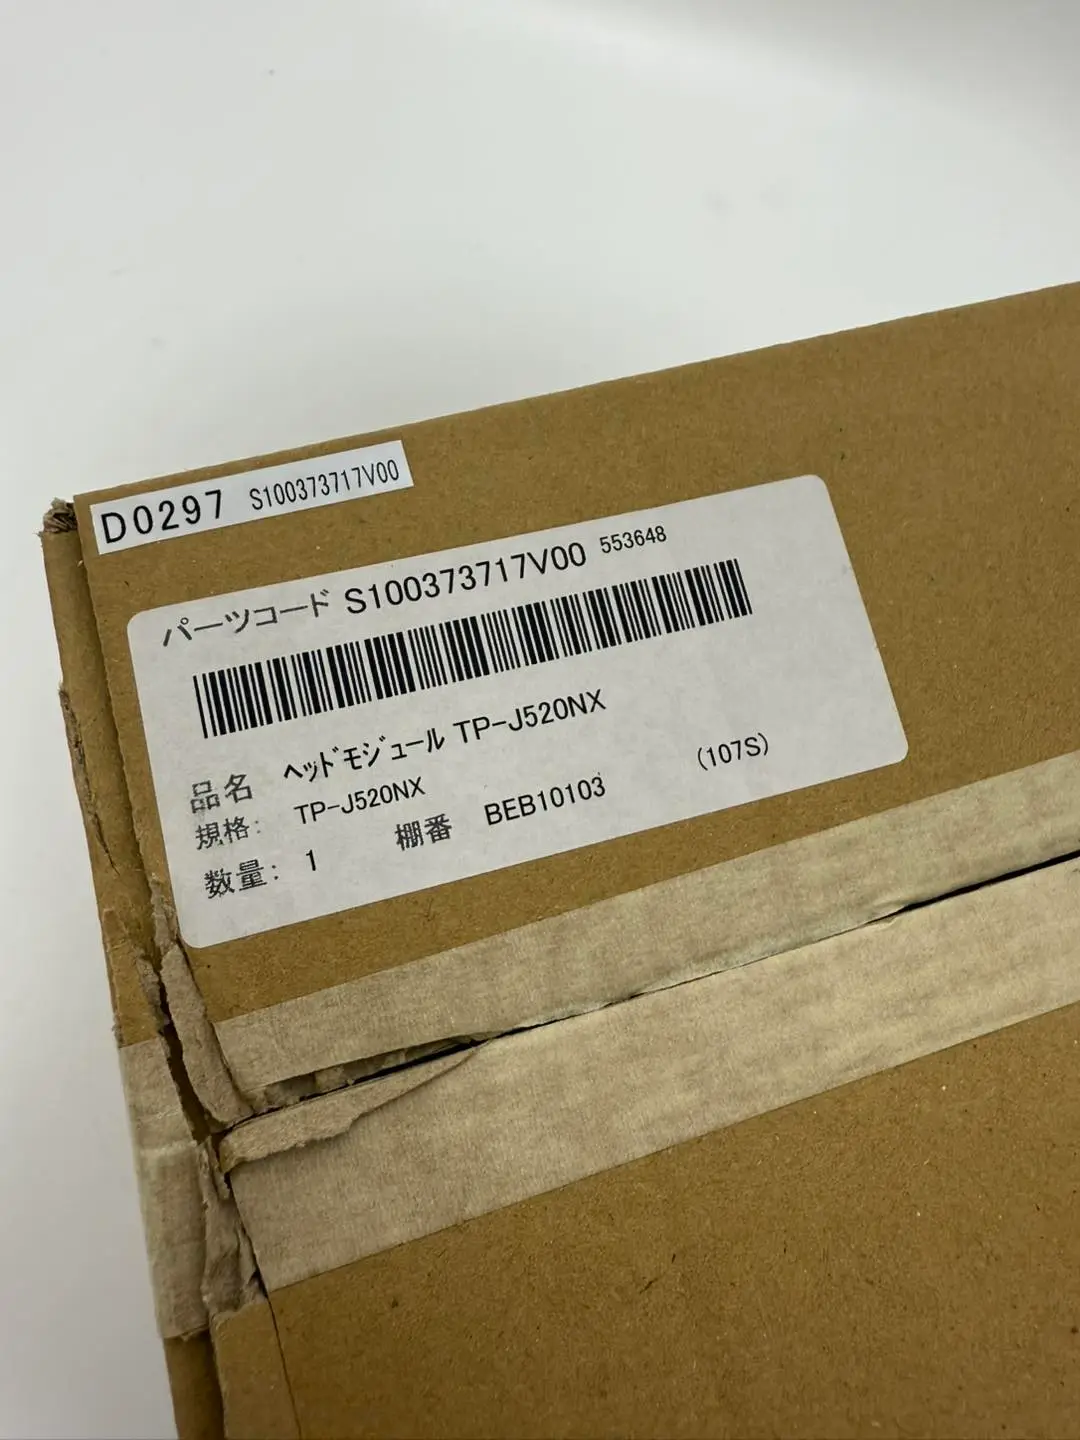 D0297 S100373717V00
パーツコード S100373717V00 553648
品名 ヘッドモジュール TP-J520NX
規格: TP-J520NX (107S)
数量: 1 棚番 BEB10103